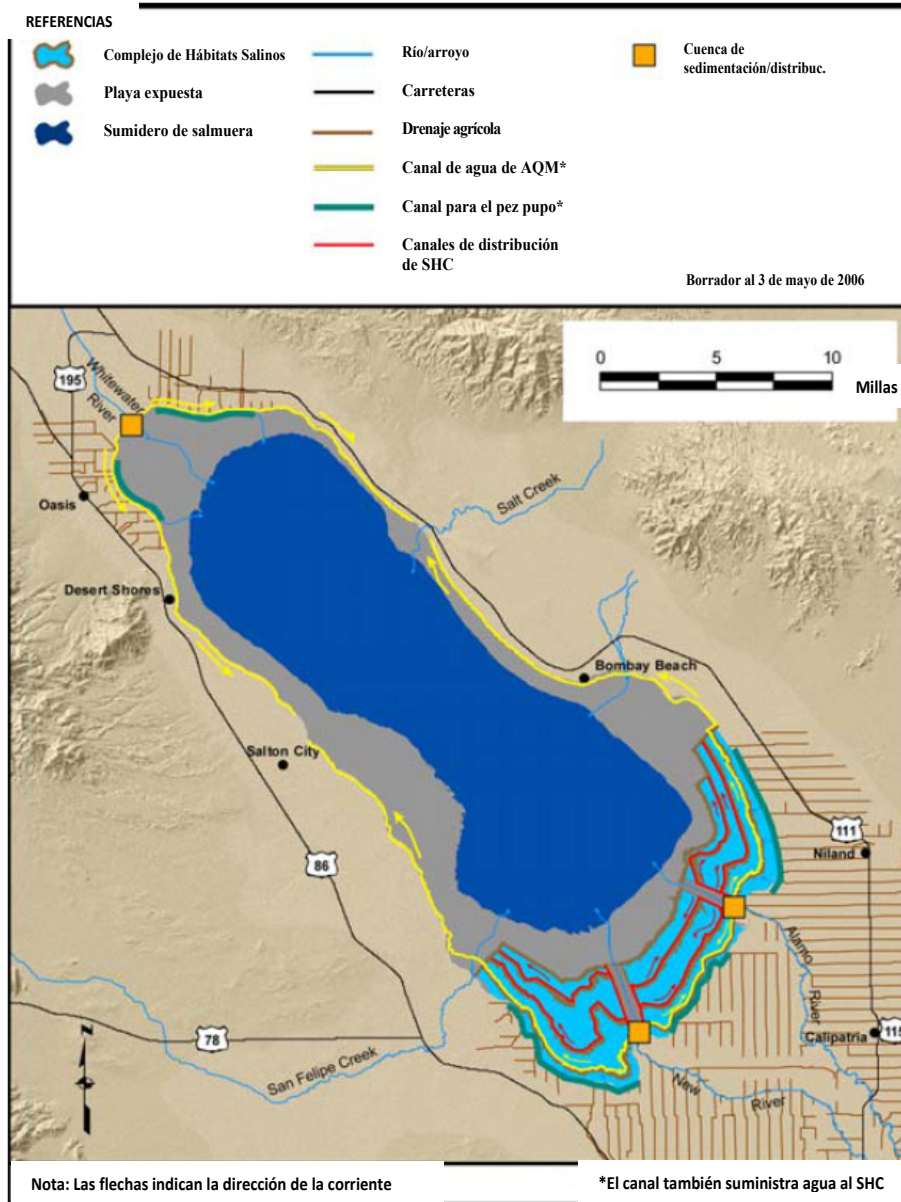 REFERENCIAS
Complejo de Hábitats Salinos
Playa expuesta
Sumidero de salmuera
Río/arroyo
Carreteras
Drenaje agrícola
Canal de agua de AQM*
Canal para el pez pupo*
Canales de distribución
de SHC
Cuenca de
sedimentación/distribuc.
Borrador al 3 de mayo de 2006
0 5 10
Millas
195
Whitewater
River
Oasis
Salt Creek
Desert Shores
Bombay Beach
Salton City
111
Niland
86
Alamo
River
78
115
Calipatria
San Felipe Creek
New
River
N
Nota: Las flechas indican la dirección de la corriente
*El canal también suministra agua al SHC